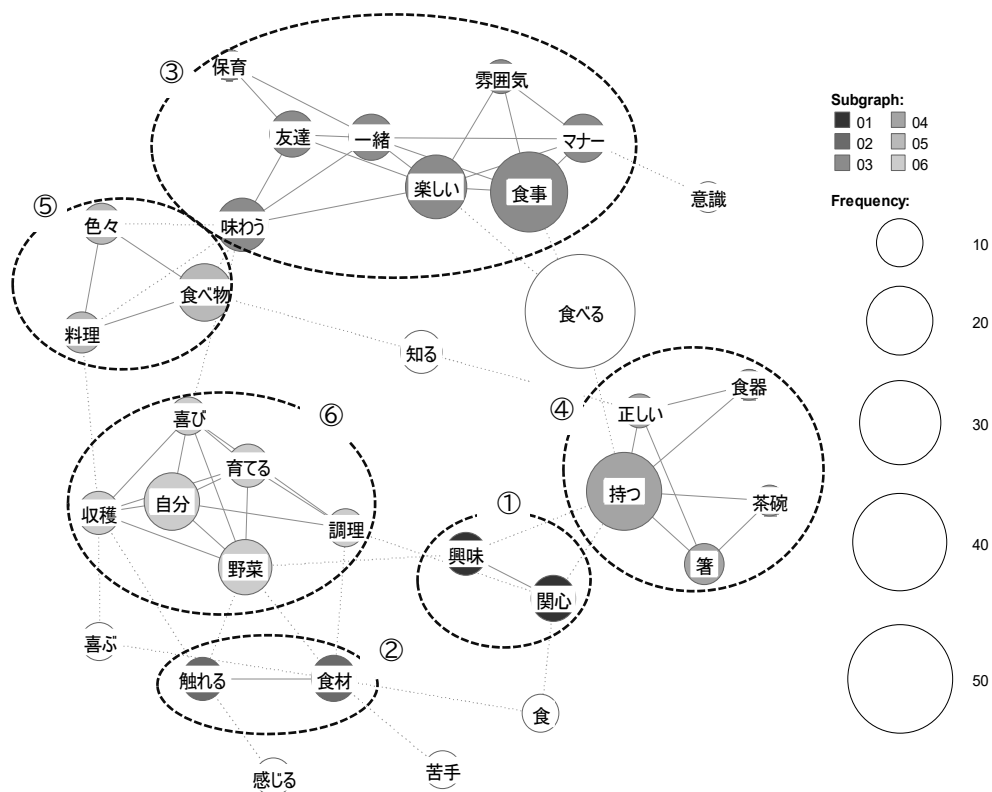 ③
保育
雰囲気
友達
一緒
マナー
楽しい
食事
意識
味わう
⑤
色々
食べ物
料理
食べる
知る
④
食器
正しい
持つ
茶碗
箸
⑥
喜び
育てる
自分
収穫
調理
野菜
①
興味
関心
喜ぶ
②
触れる
食材
食
感じる
苦手
Subgraph:
01 04
02 05
03 06
Frequency:
10
20
30
40
50